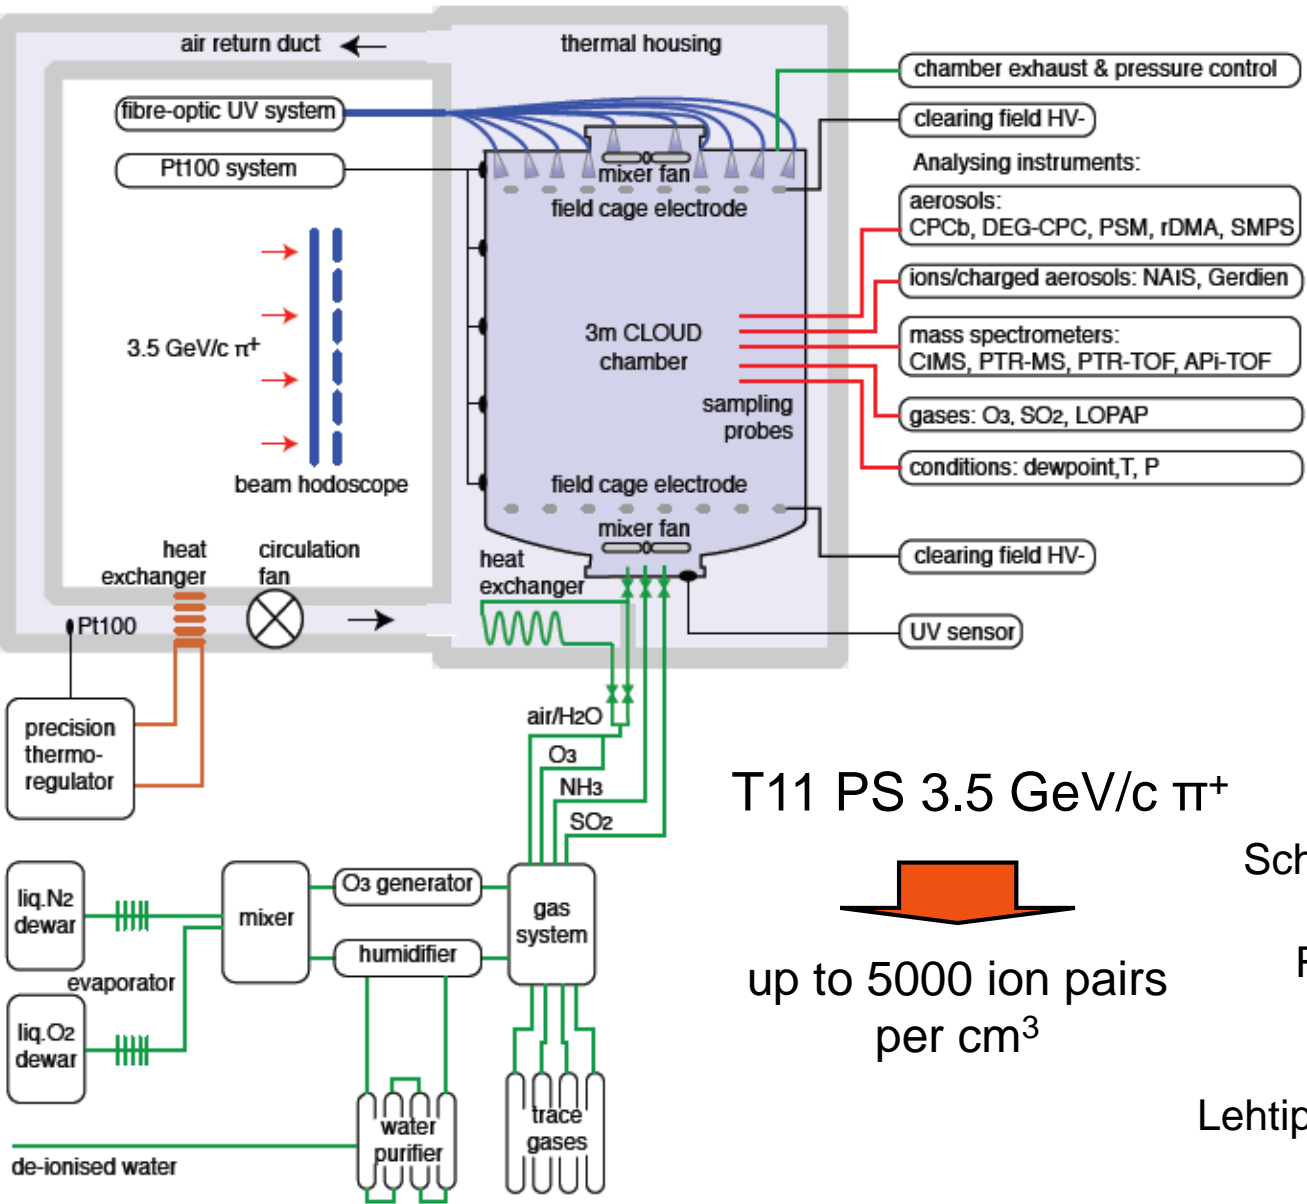 air return duct
thermal housing
chamber exhaust & pressure control
fibre-optic UV system
clearing field HV-
Pt100 system
mixer fan
Analysing instruments:
field cage electrode
aerosols:
CPCb, DEG-CPC, PSM, rDMA, SMPS
ions/charged aerosols: NAIS, Gerdien
3.5 GeV/c π⁺
3m CLOUD
chamber
mass spectrometers:
CIMS, PTR-MS, PTR-TOF, APi-TOF
sampling
probes
gases: O3, SO2, LOPAP
conditions: dewpoint,T, P
beam hodoscope
field cage electrode
mixer fan
clearing field HV-
heat
exchanger
circulation
fan
heat
exchanger
Pt100
UV sensor
precision
thermo-
regulator
air/H2O
O3
NH3
SO2
T11 PS 3.5 GeV/c π⁺
Sch
liq.N2
dewar
mixer
O3 generator
gas
system
humidifier
evaporator
up to 5000 ion pairs
per cm³
liq.O2
dewar
water
purifier
trace
gases
Lehtip
de-ionised water